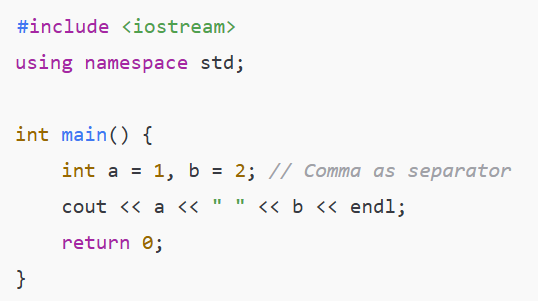 #include <iostream>
using namespace std;
int main() {
int a = 1, b = 2; // Comma as separator
cout << a << " " << b << endl;
return 0;
}